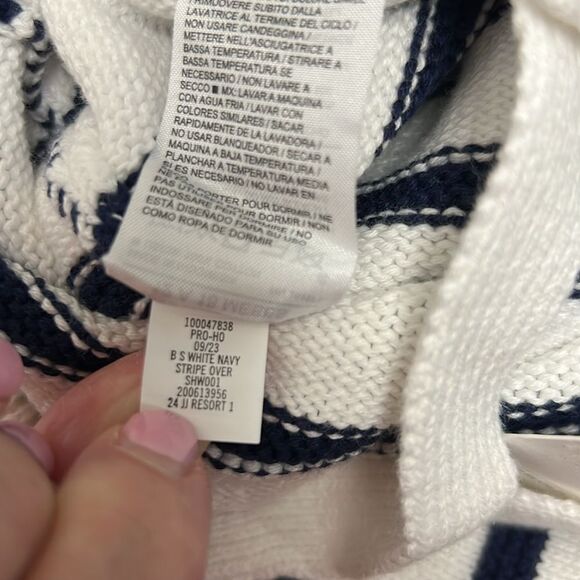 RIMUOVERE SUBITO DALLA
LAVATRICE AL TERMINE DEL CICLO /
NON USARE CANDEGGINA /
METTERE NELL'ASCIUGATRICE A
BASSA TEMPERATURA / STIRARE A
BASSA TEMPERATURA SE
NECESSARIO / NON LAVARE A
SECCO ■ MX: LAVAR A MAQUINA
CON AGUA FRIA / LAVAR CON
COLORES SIMILARES / SACAR
RAPIDAMENTE DE LA LAVADORA /
NO USAR BLANQUEADOR / SECAR A
MAQUINA A BAJA TEMPERATURA /
PLANCHAR A TEMPERATURA MEDIA
SI ES NECESARIO / NO LAVAR EN
PAS UTI PORTER POUR DORMIR / NE
INDOSSARE PER DORMIRE / NON
ESTÁ DISEÑADO PARA SU USO
COMO ROPA DE DORMIR
100047838
PRO-HO
09/23
B S WHITE NAVY
STRIPE OVER
SHW001
200613956
24 JJ RESORT 1